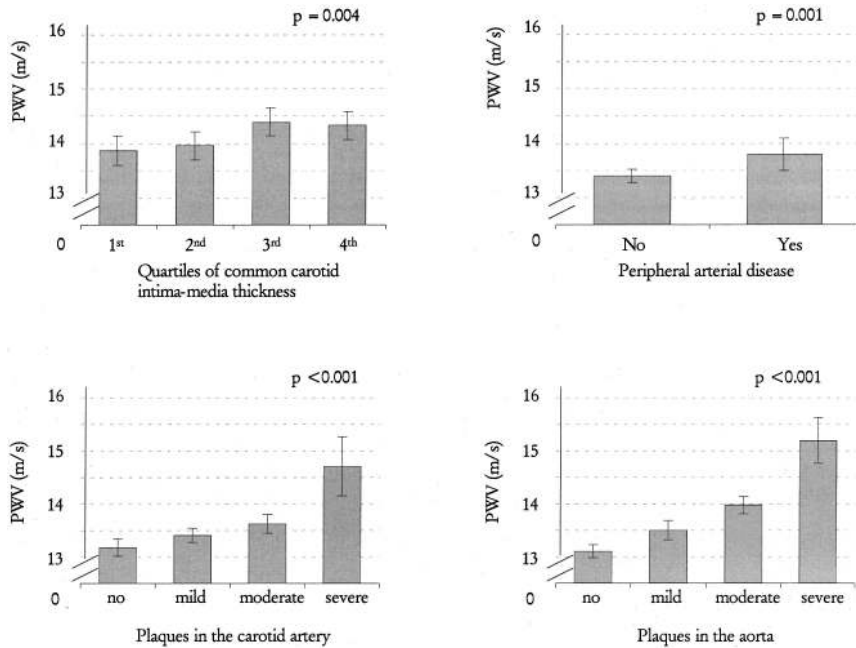 p = 0.004
PWV (m/s)
16
15
14
13
0
1st
2nd
3rd
4th
Quartiles of common carotid
intima-media thickness
p = 0.001
PWV (m/s)
16
15
14
13
0
No
Yes
Peripheral arterial disease
p <0.001
PWV (m/s)
16
15
14
13
0
no
mild
moderate
severe
Plaques in the carotid artery
p <0.001
PWV (m/s)
16
15
14
13
0
no
mild
moderate
severe
Plaques in the aorta